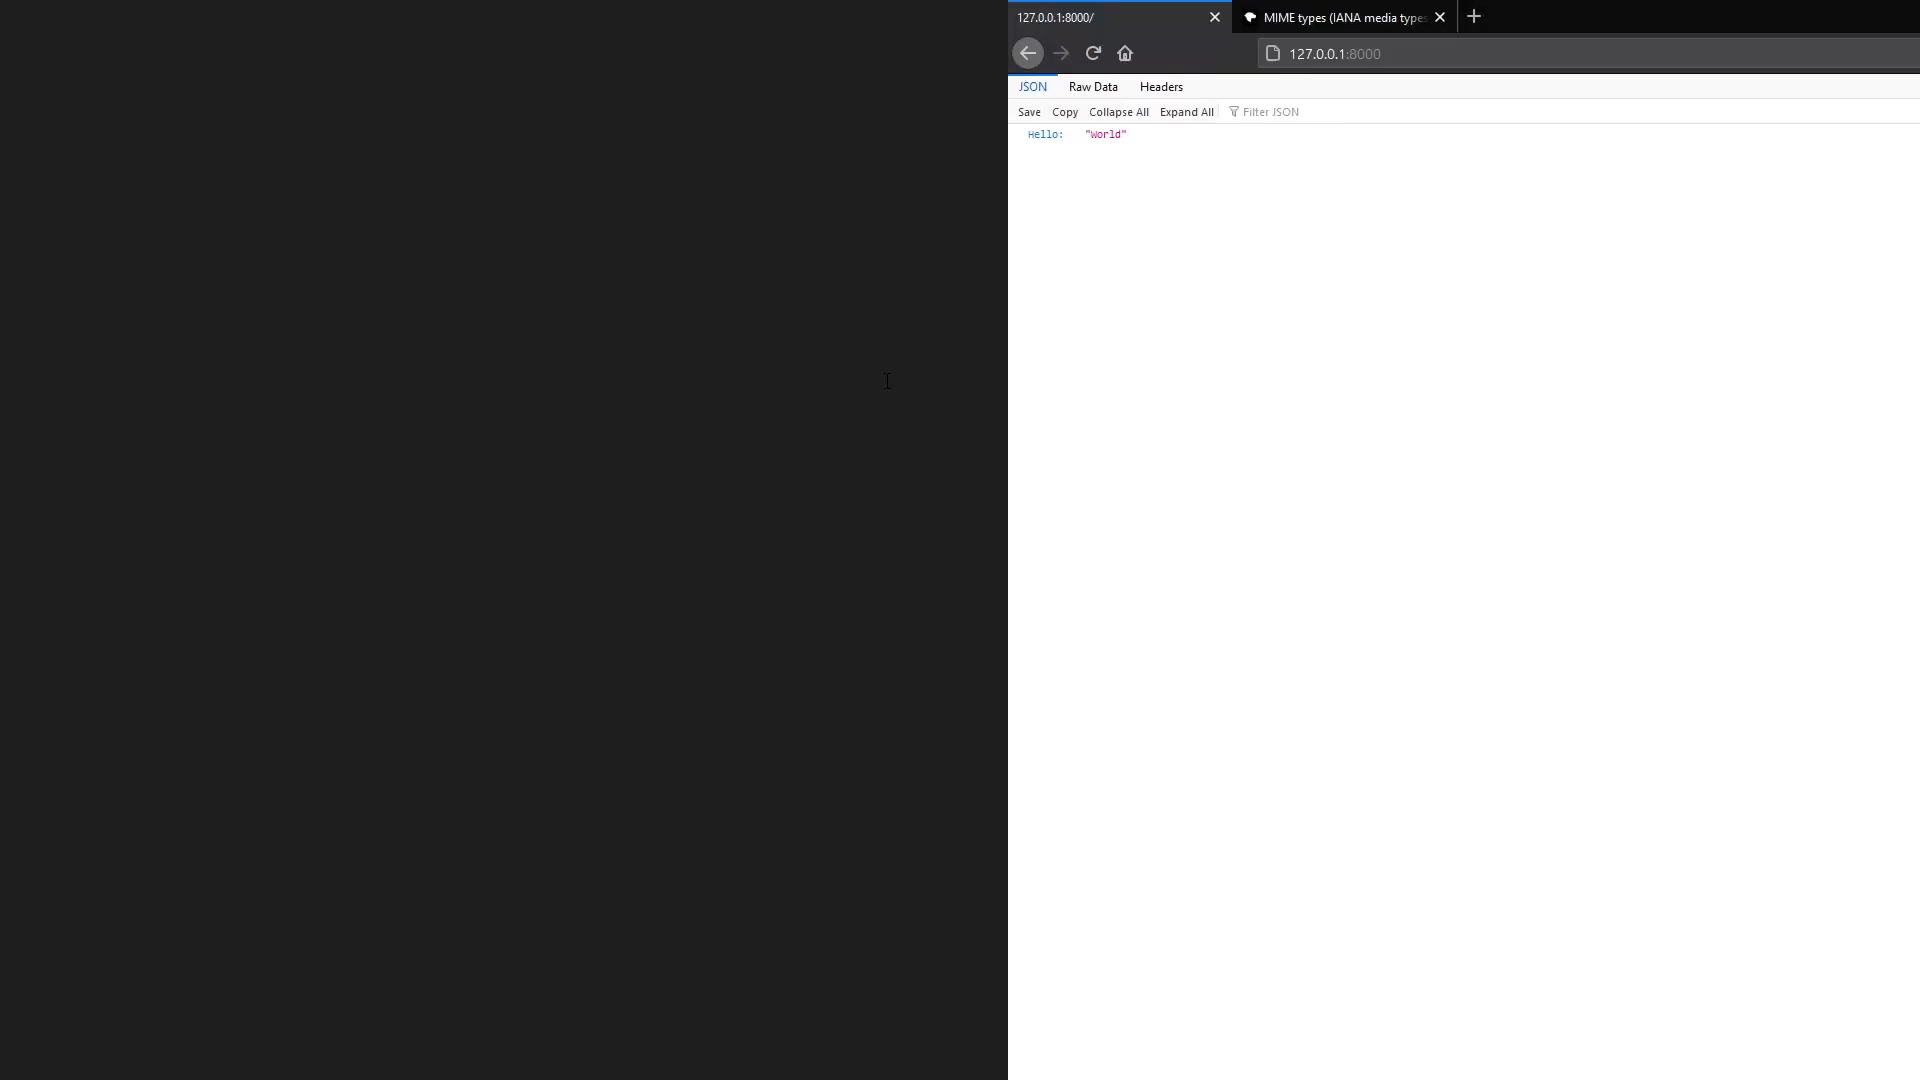 127.0.0.1:8000/
MIME types (IANA media types
127.0.0.1:8000
JSON Raw Data Headers
Save Copy Collapse All Expand All Filter JSON
Hello: "World"